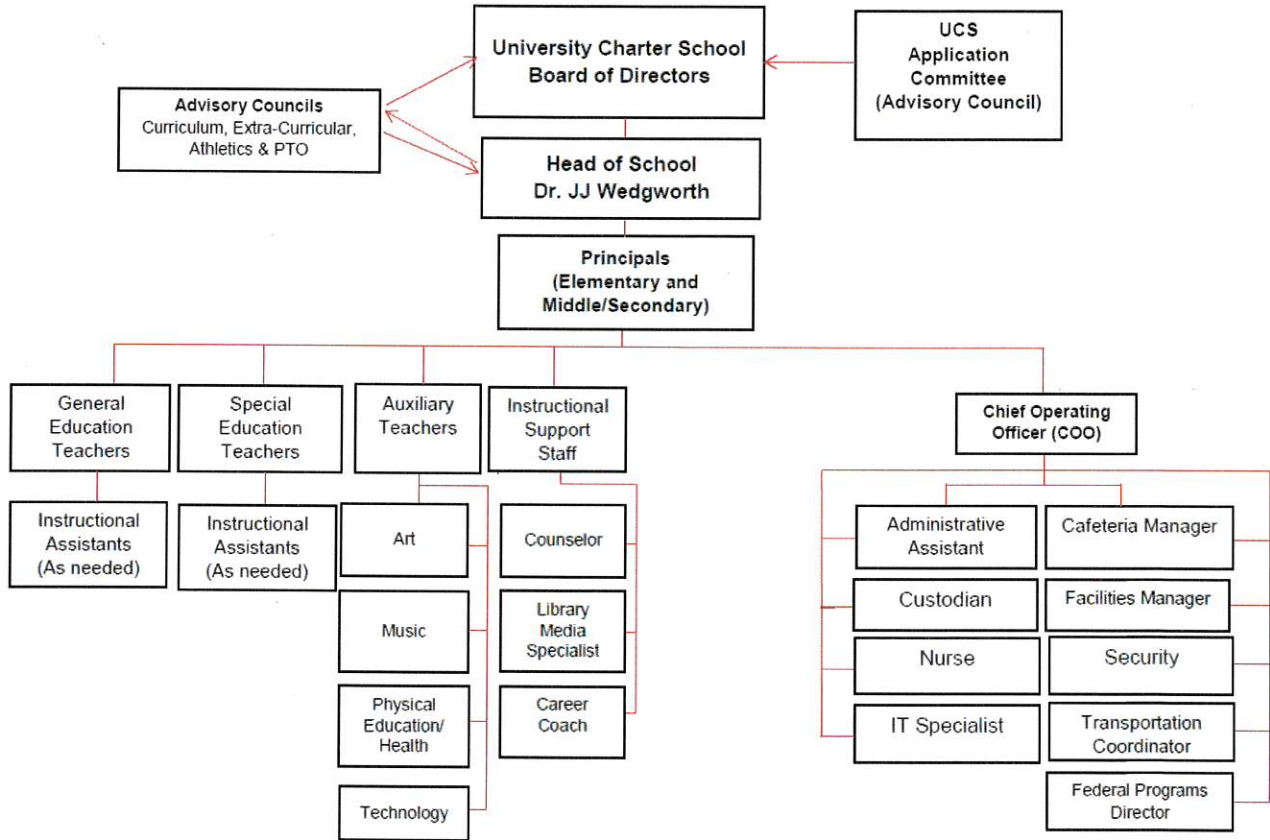 University Charter School
Board of Directors
UCS
Application
Committee
(Advisory Council)
Advisory Councils
Curriculum, Extra-Curricular,
Athletics & PTO
Head of School
Dr. JJ Wedgworth
Principals
(Elementary and
Middle/Secondary)
General
Education
Teachers
Special
Education
Teachers
Auxiliary
Teachers
Instructional
Support
Staff
Chief Operating
Officer (COO)
Instructional
Assistants
(As needed)
Instructional
Assistants
(As needed)
Art
Music
Physical
Education/
Health
Technology
Counselor
Library
Media
Specialist
Career
Coach
Administrative
Assistant
Custodian
Nurse
IT Specialist
Cafeteria Manager
Facilities Manager
Security
Transportation
Coordinator
Federal Programs
Director